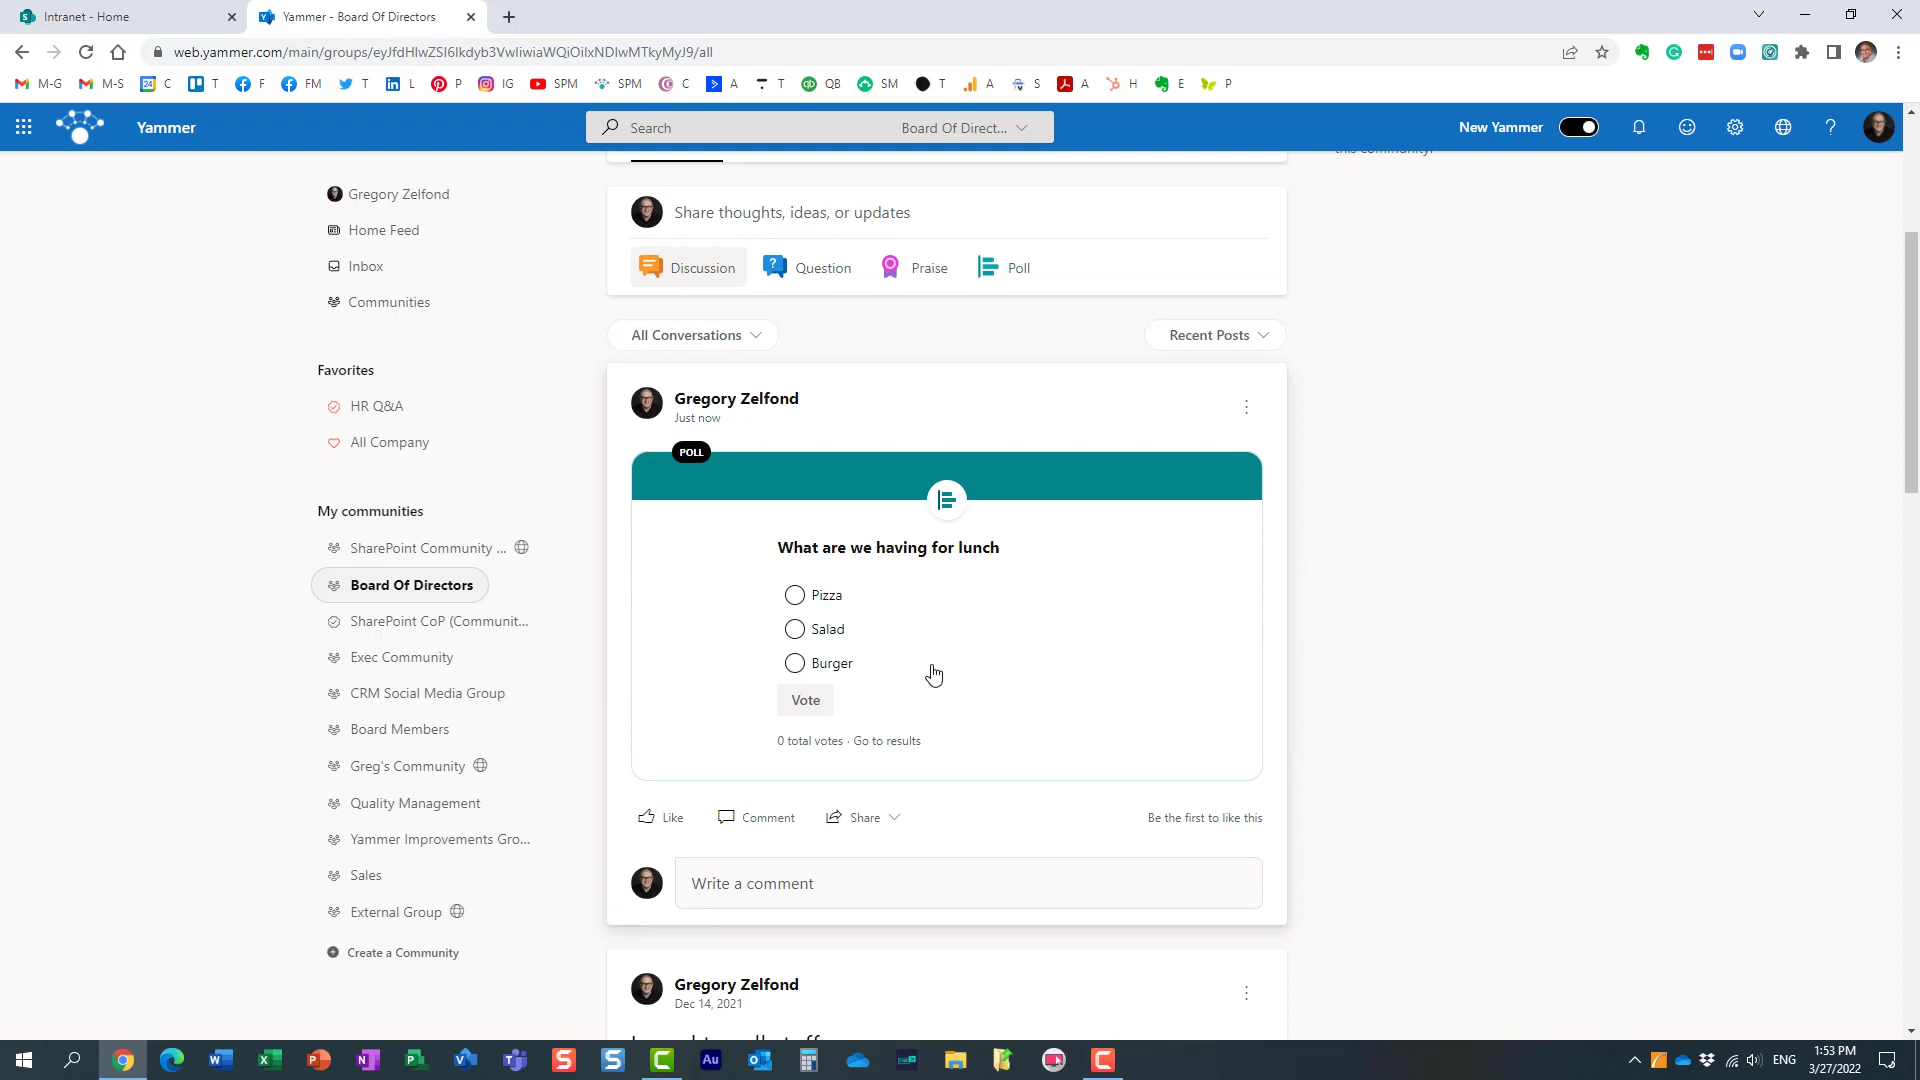 Intranet - Home
Yammer - Board Of Directors
web.yammer.com/main/groups/eyJfdHlwZSI6Ikdyb3VwIiwiaWQiOiIxNDIwMTkyMyJ9/all
M-G
M-S
24
C
T
F
FM
T
L
P
IG
SPM
SPM
C
A
T
QB
SM
T
A
S
A
H
E
P
Yammer
Search
Board Of Direct...
New Yammer
this community.
Gregory Zelfond
Home Feed
Inbox
Communities
Favorites
HR Q&A
All Company
My communities
SharePoint Community ...
Board Of Directors
SharePoint CoP (Communit...
Exec Community
CRM Social Media Group
Board Members
Greg's Community
Quality Management
Yammer Improvements Gro...
Sales
External Group
Create a Community
Share thoughts, ideas, or updates
Discussion
Question
Praise
Poll
All Conversations
Recent Posts
Gregory Zelfond
Just now
POLL
What are we having for lunch
Pizza
Salad
Burger
Vote
0 total votes · Go to results
Like
Comment
Share
Be the first to like this
Write a comment
Gregory Zelfond
Dec 14, 2021
ENG
1:53 PM
3/27/2022